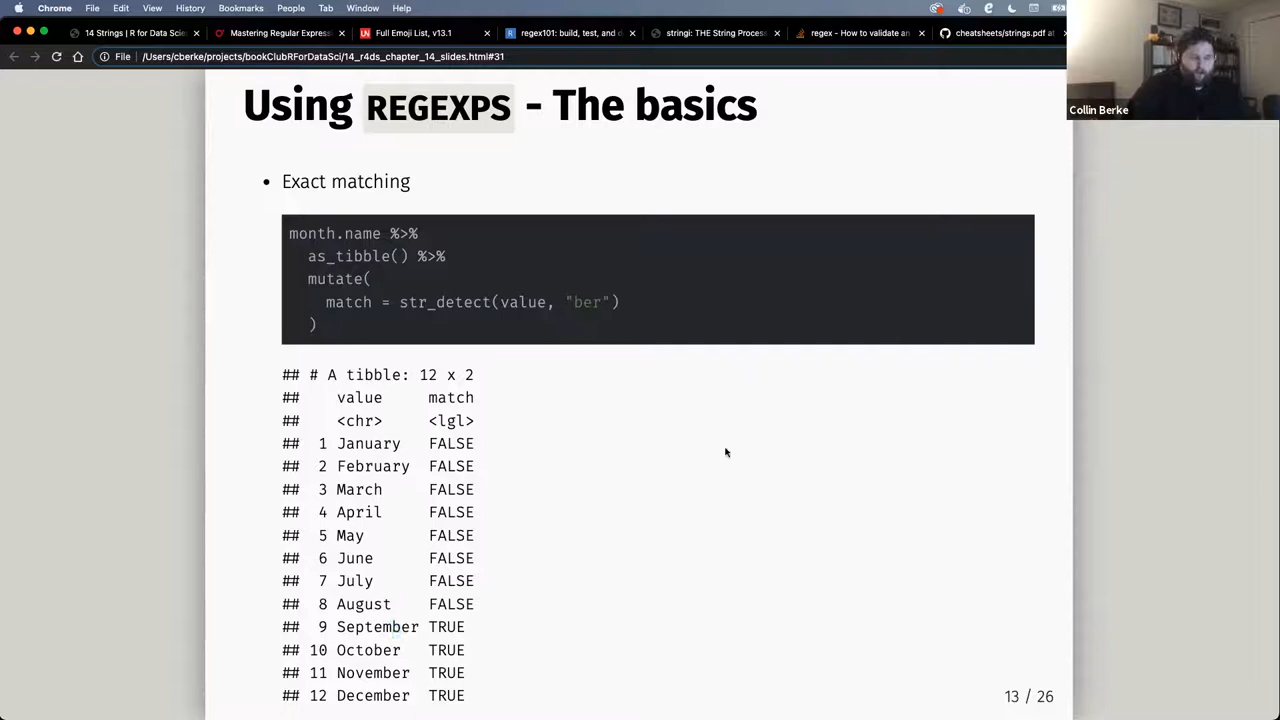 Chrome File Edit View History Bookmarks People Tab Window Help
14 Strings | R for Data Scie
Mastering Regular Express
Full Emoji List, v13.1
regex101: build, test, and d
stringi: THE String Process
regex - How to validate an
cheatsheets/strings.pdf at
File | /Users/cberke/projects/bookClubRForDataSci/14_r4ds_chapter_14_slides.html#31
Collin Berke
Using REGEXPS - The basics
• Exact matching
month.name %>%
as_tibble() %>%
mutate(
match = str_detect(value, "ber")
)
## # A tibble: 12 x 2
## value match
## <chr> <lgl>
## 1 January FALSE
## 2 February FALSE
## 3 March FALSE
## 4 April FALSE
## 5 May FALSE
## 6 June FALSE
## 7 July FALSE
## 8 August FALSE
## 9 September TRUE
## 10 October TRUE
## 11 November TRUE
## 12 December TRUE
13 / 26